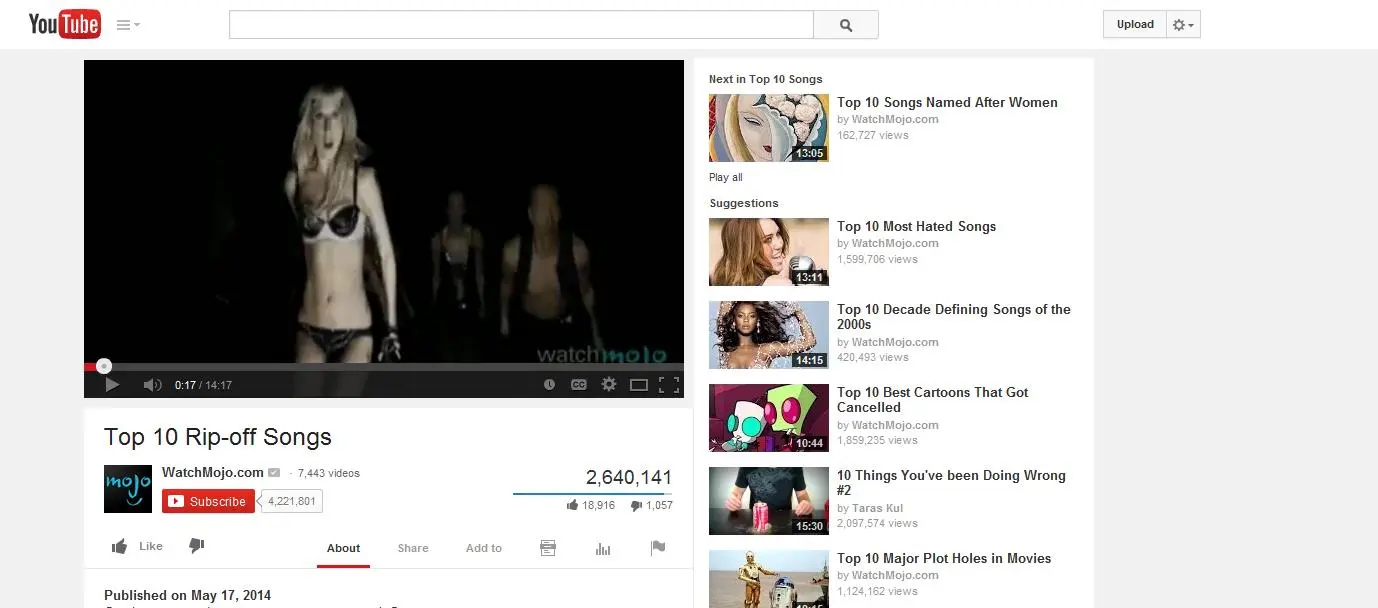 YouTube
Upload
watchmojo
0:17 / 14:17
CC
Top 10 Rip-off Songs
mojo
WatchMojo.com · 7,443 videos
Subscribe 4,221,801
2,640,141
18,916 1,057
Like
About Share Add to
Published on May 17, 2014
Next in Top 10 Songs
13:05
Top 10 Songs Named After Women
by WatchMojo.com
162,727 views
Play all
Suggestions
13:11
Top 10 Most Hated Songs
by WatchMojo.com
1,599,706 views
14:15
Top 10 Decade Defining Songs of the
2000s
by WatchMojo.com
420,493 views
10:44
Top 10 Best Cartoons That Got
Cancelled
by WatchMojo.com
1,859,235 views
15:30
10 Things You've been Doing Wrong
#2
by Taras Kul
2,097,574 views
Top 10 Major Plot Holes in Movies
by WatchMojo.com
1,124,162 views